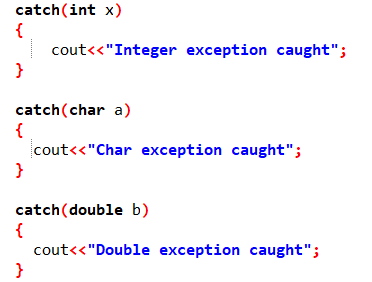 catch(int x)
{
cout<<"Integer exception caught";
}
catch(char a)
{
cout<<"Char exception caught";
}
catch(double b)
{
cout<<"Double exception caught";
}